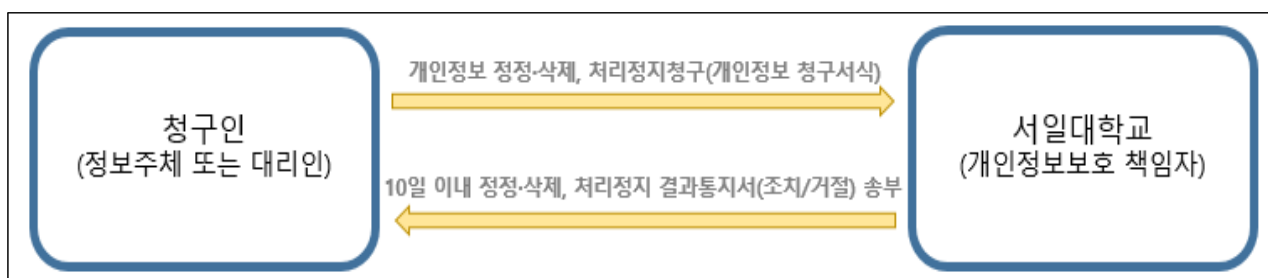 개인정보 정정·삭제, 처리정지청구(개인정보 청구서식)
청구인
(정보주체 또는 대리인)
서일대학교
(개인정보보호 책임자)
10일 이내 정정·삭제, 처리정지 결과통지서(조치/거절) 송부